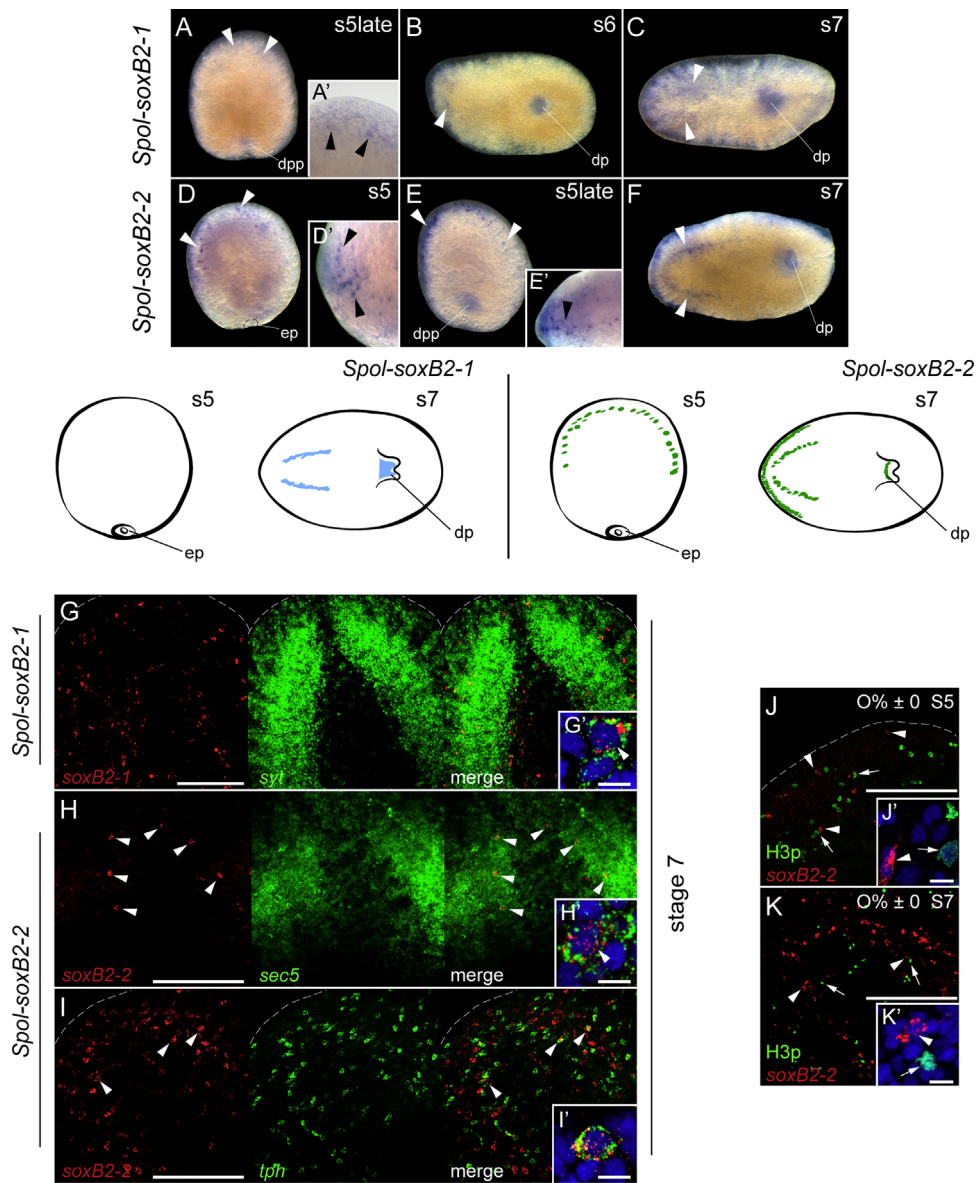 Spol-soxB2-1
A
s5late
A'
dpp
B
s6
dp
C
s7
dp
Spol-soxB2-2
D
s5
D'
ep
E
s5late
E'
dpp
F
s7
dp
Spol-soxB2-1
s5
s7
ep
dp
Spol-soxB2-2
s5
s7
ep
dp
Spol-soxB2-1
G
soxB2-1
syt
merge
G'
Spol-soxB2-2
H
soxB2-2
sec5
merge
H'
I
soxB2-2
tph
merge
I'
stage 7
J
O% ± 0 S5
J'
H3p
soxB2-2
K
O% ± 0 S7
K'
H3p
soxB2-2